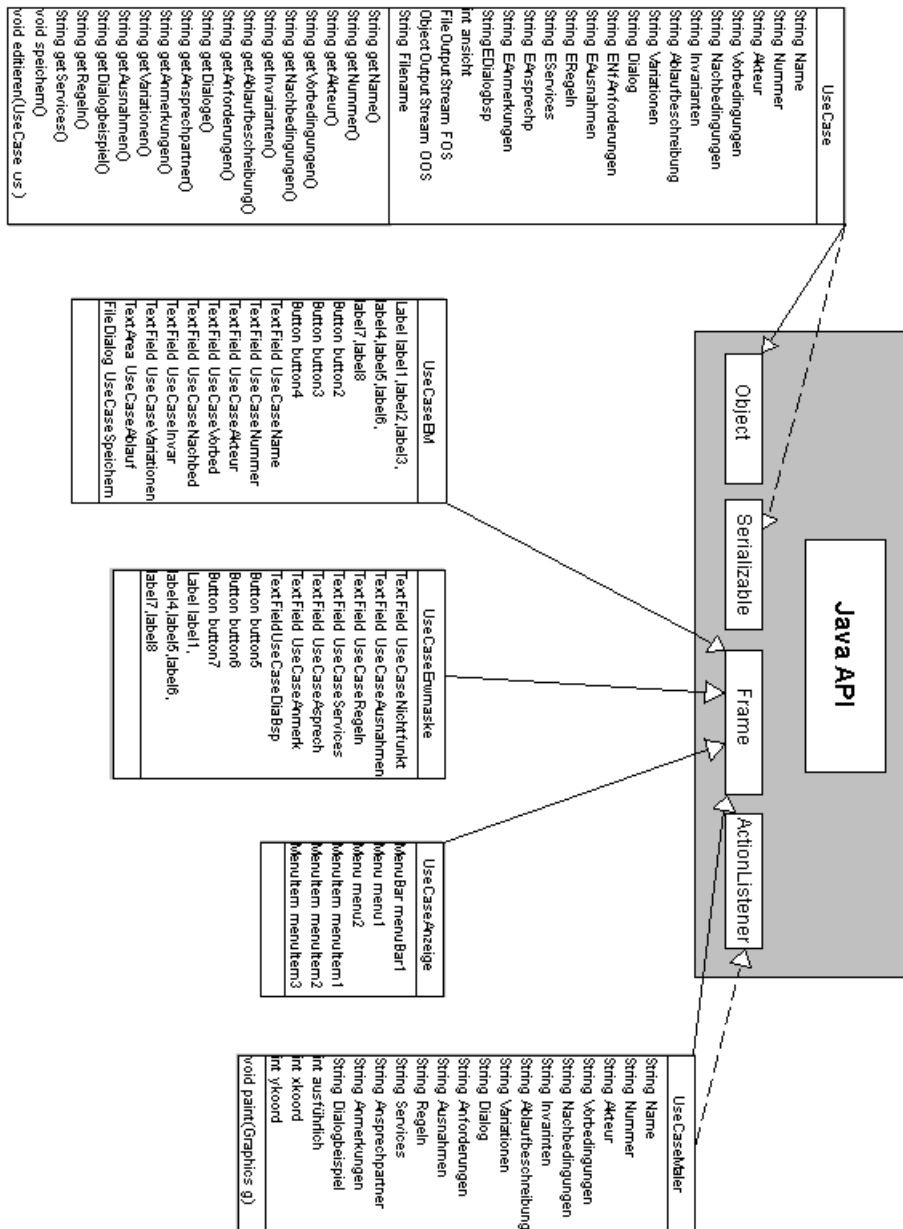 Java API
Object
Serializable
Frame
ActionListener
UseCase
String Name
String Nummer
String Akteur
String Vorbedingungen
String Nachbedingungen
String Invarianten
String Ablaufbeschreibung
String Variationen
String Dialog
String ENfAnforderungen
String EAusnahmen
String ERegeln
String EServices
String EAnsprechp
String EAnmerkungen
String EDialogbsp
int ansicht
FileOutputStream FOS
ObjectOutputStream OOS
String Filename
String getName()
String getNummer()
String getAkteur()
String getVorbedingungen()
String getNachbedingungen()
String getInvarianten()
String getAblaufbeschreibung()
String getAnforderungen()
String getDialoge()
String getAnsprechpartner()
String getAnmerkungen()
String getVariationen()
String getAusnahmen()
String getDialogbeispiel()
String getRegeln()
String getServices()
void speichern()
void editieren(UseCase us )
UseCaseEM
Label label1,label2,label3,
label4,label5,label6,
label7,label8
Button button2
Button button3
Button button4
TextField UseCaseName
TextField UseCaseNummer
TextField UseCaseAkteur
TextField UseCaseVorbed
TextField UseCaseNachbed
TextField UseCaseInvar
TextField UseCaseVariationen
TextArea UseCaseAblauf
FileDialog UseCaseSpeichern
UseCaseErwmaske
TextField UseCaseNichtfunkt
TextField UseCaseAusnahmen
TextField UseCaseRegeln
TextField UseCaseServices
TextField UseCaseAsprech
TextField UseCaseAnmerk
TextField UseCaseDiaBsp
Button button5
Button button6
Button button7
Label label1,
label4,label5,label6,
label7,label8
UseCaseAnzeige
MenuBar menuBar1
Menu menu1
Menu menu2
MenuItem menuItem1
MenuItem menuItem2
MenuItem menuItem3
UseCaseMaler
String Name
String Nummer
String Akteur
String Vorbedingungen
String Nachbedingungen
String Invarinten
String Ablaufbeschreibung
String Variationen
String Dialog
String Anforderungen
String Ausnahmen
String Regeln
String Services
String Ansprechpartner
String Anmerkungen
String Dialogbeispiel
int ausführlich
int xkoord
int ykoord
void paint(Graphics g)